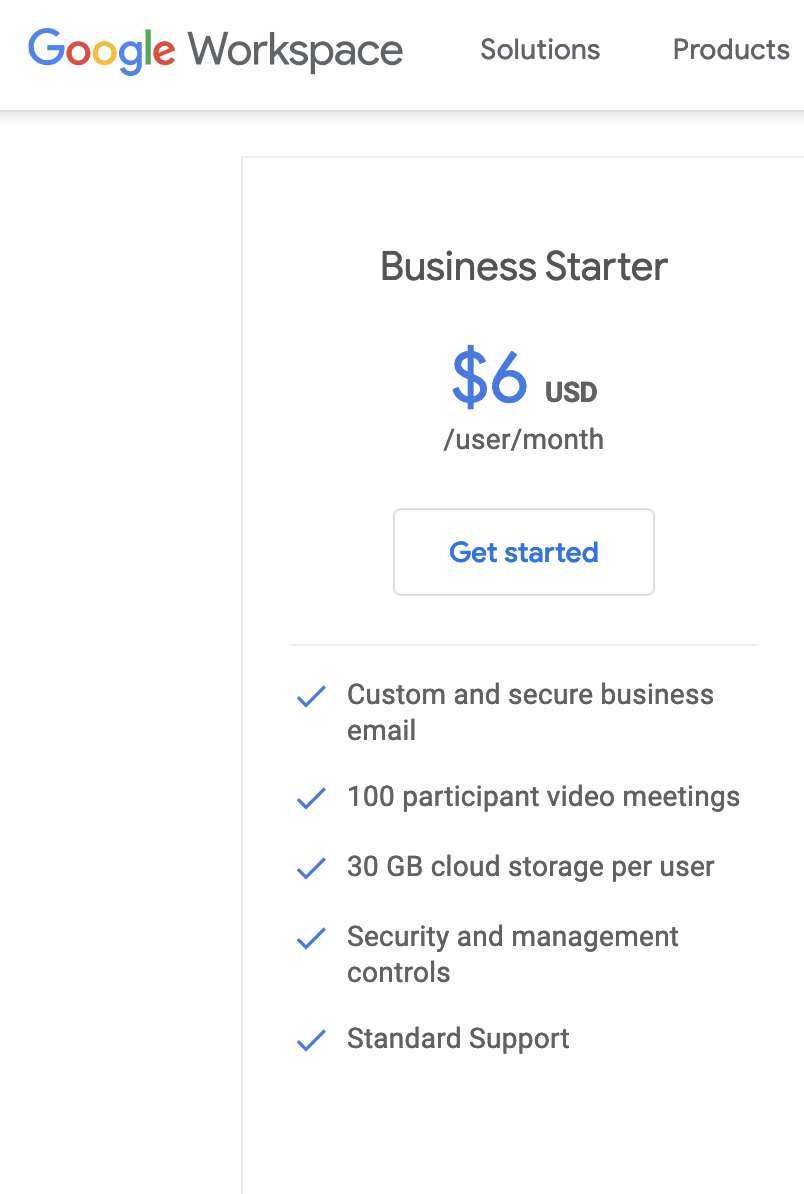 Google Workspace Solutions Products
Business Starter
$6 USD
/user/month
Get started
Custom and secure business
email
100 participant video meetings
30 GB cloud storage per user
Security and management
controls
Standard Support